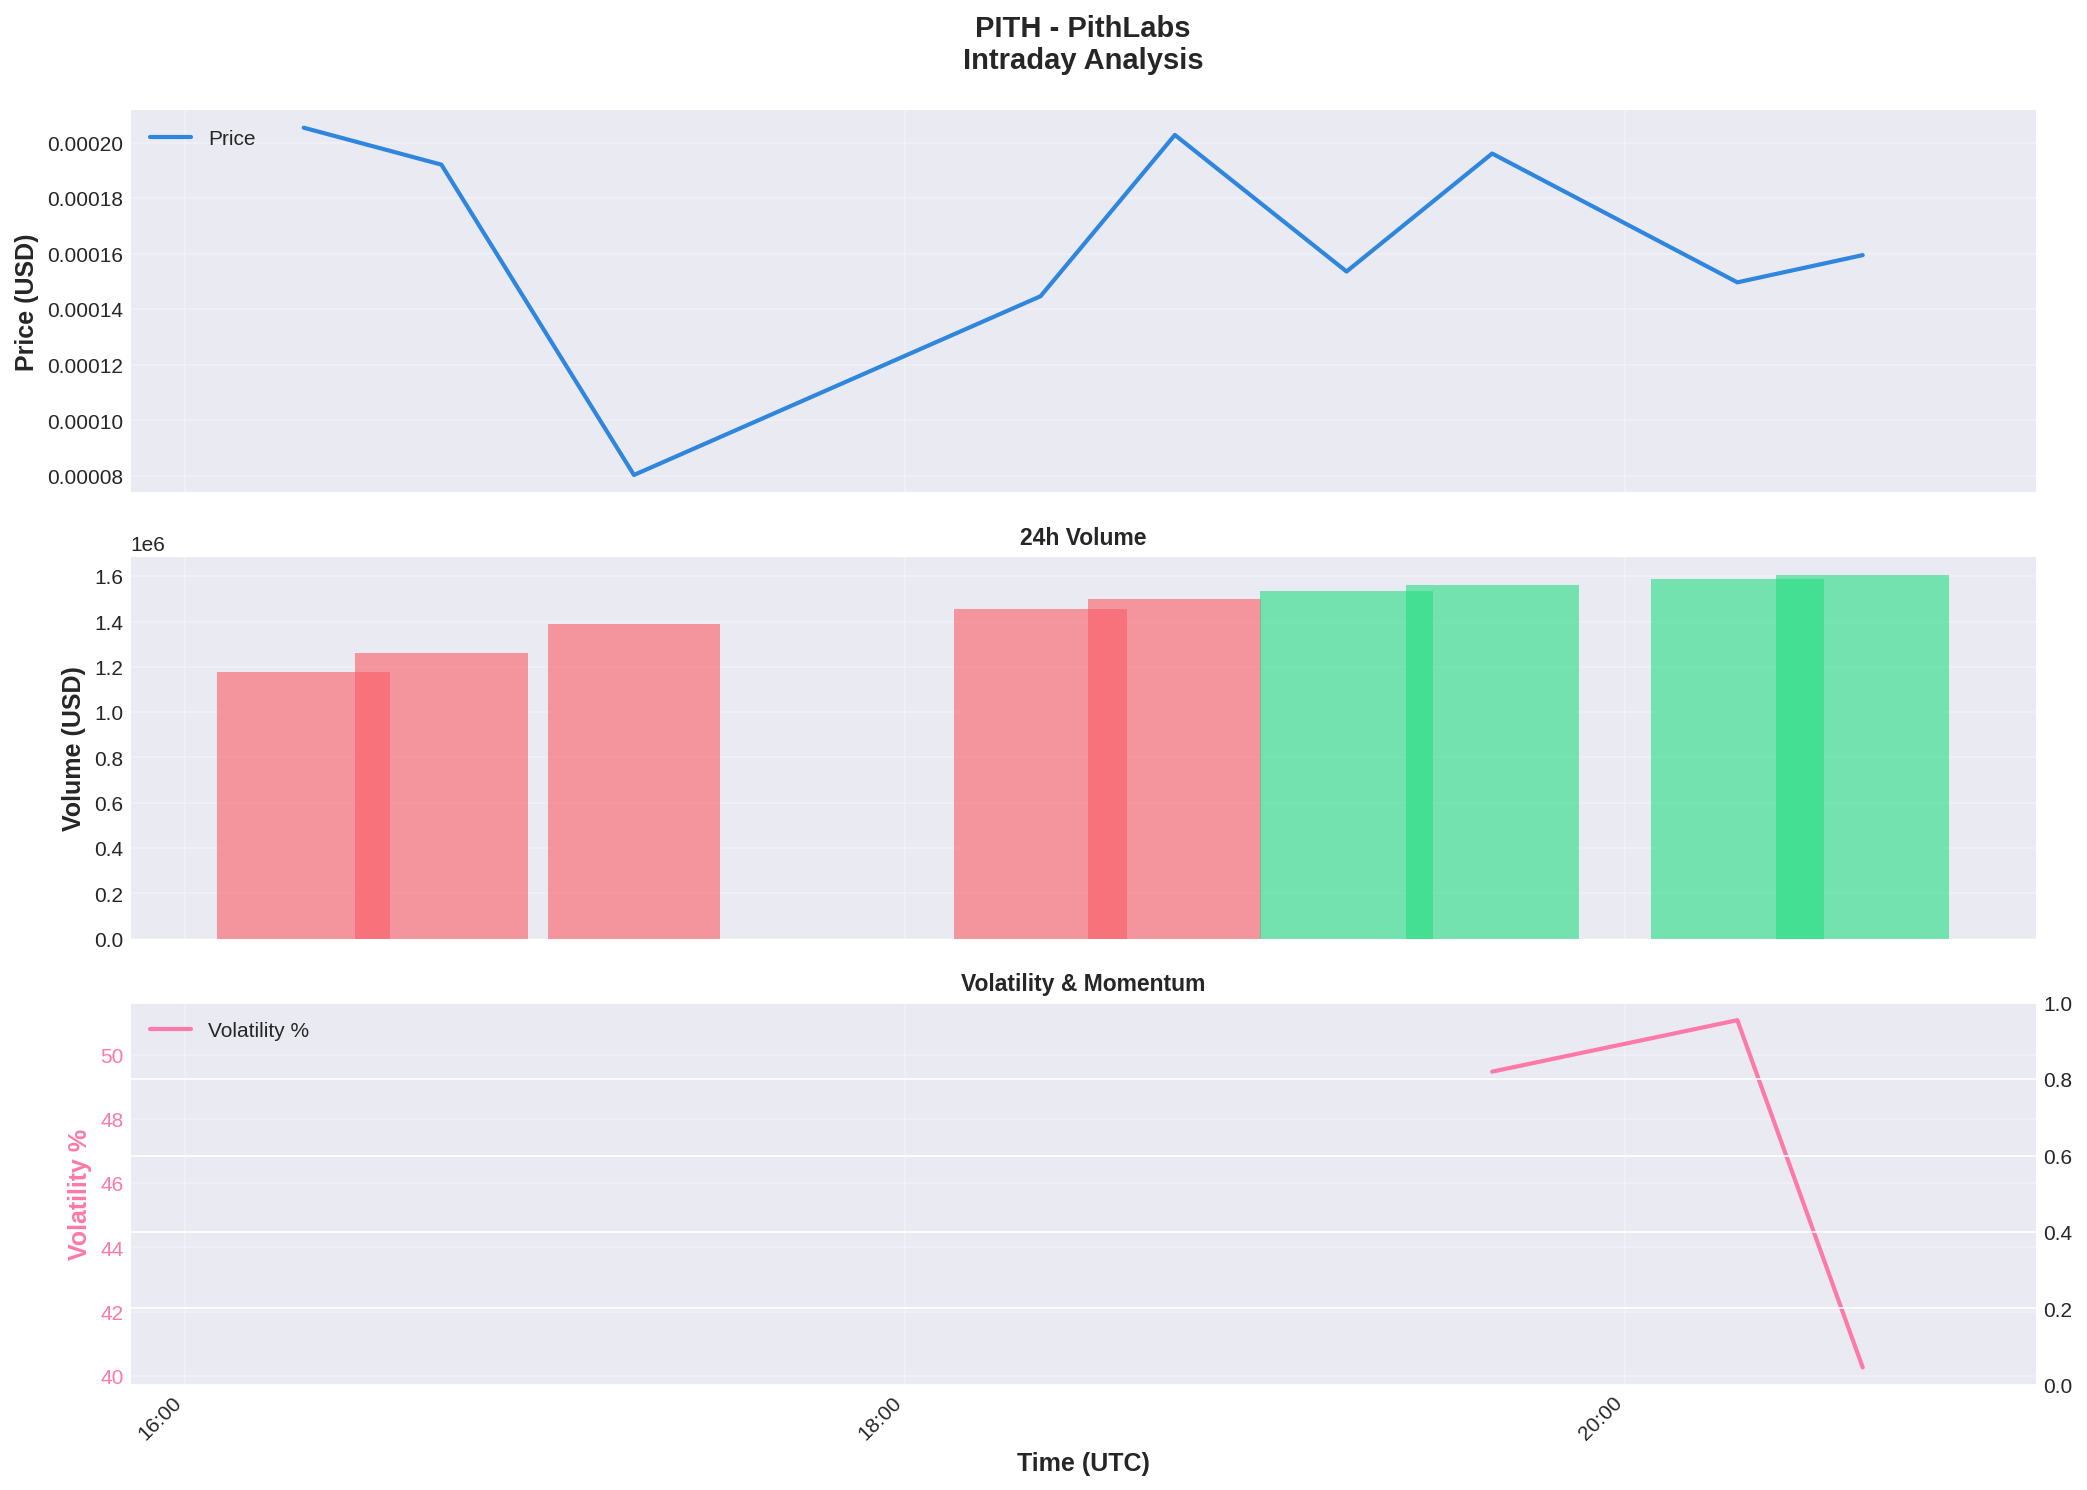 PITH - PithLabs
Intraday Analysis
Price
Price (USD)
0.00020
0.00018
0.00016
0.00014
0.00012
0.00010
0.00008
24h Volume
1e6
Volume (USD)
1.6
1.4
1.2
1.0
0.8
0.6
0.4
0.2
0.0
Volatility & Momentum
Volatility %
Volatility %
50
48
46
44
42
40
1.0
0.8
0.6
0.4
0.2
0.0
16:00
18:00
20:00
Time (UTC)